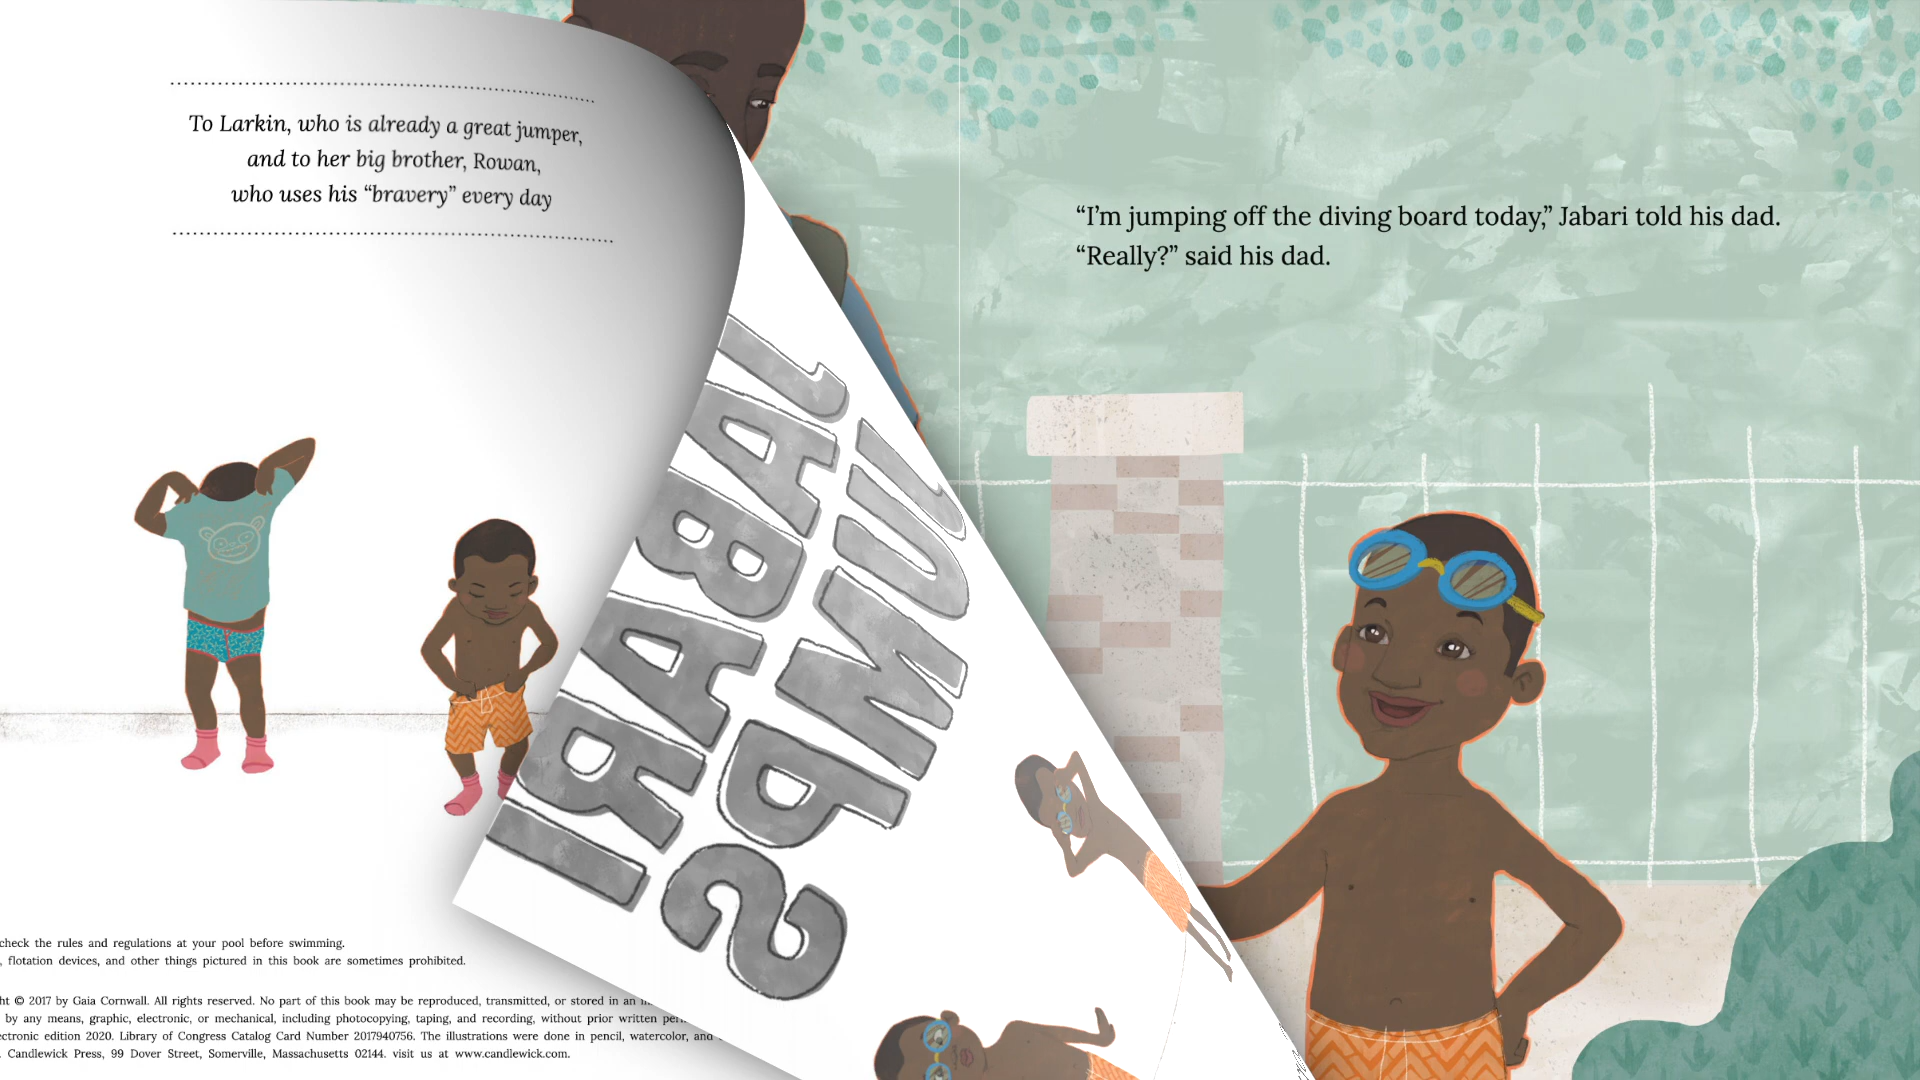 To Larkin, who is already a great jumper,
and to her big brother, Rowan,
who uses his “bravery” every day
check the rules and regulations at your pool before swimming.
, flotation devices, and other things pictured in this book are sometimes prohibited.
© 2017 by Gaia Cornwall. All rights reserved. No part of this book may be reproduced, transmitted, or stored in an
by any means, graphic, electronic, or mechanical, including photocopying, taping, and recording, without prior written
edition 2020. Library of Congress Catalog Card Number 2017940756. The illustrations were done in pencil, watercolor, and
Candlewick Press, 99 Dover Street, Somerville, Massachusetts 02144. visit us at www.candlewick.com.
JABARI
JUMPS
“I’m jumping off the diving board today,” Jabari told his dad.
“Really?” said his dad.